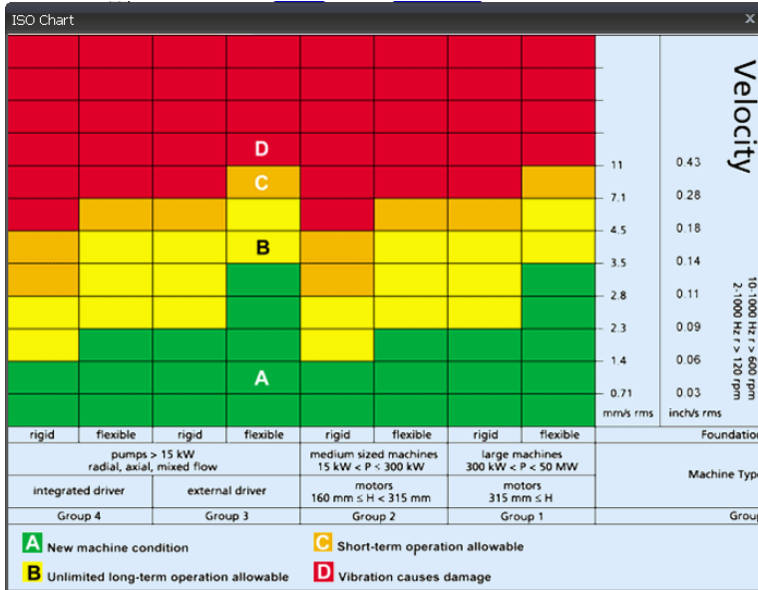 ISO Chart
x
D
C
B
A
11
7.1
4.5
3.5
2.8
2.3
1.4
0.71
mm/s rms
0.43
0.28
0.18
0.14
0.11
0.09
0.06
0.03
inch/s rms
Velocity
10-1000 Hz r > 600 rpm
2-1000 Hz r > 120 rpm
rigid flexible rigid flexible rigid flexible rigid flexible Foundation
pumps > 15 kW
radial, axial, mixed flow
medium sized machines
15 kW < P ≤ 300 kW
large machines
300 kW < P < 50 MW
Machine Type
integrated driver external driver
motors
160 mm ≤ H < 315 mm
motors
315 mm ≤ H
Group 4 Group 3 Group 2 Group 1 Group
A New machine condition
C Short-term operation allowable
B Unlimited long-term operation allowable
D Vibration causes damage